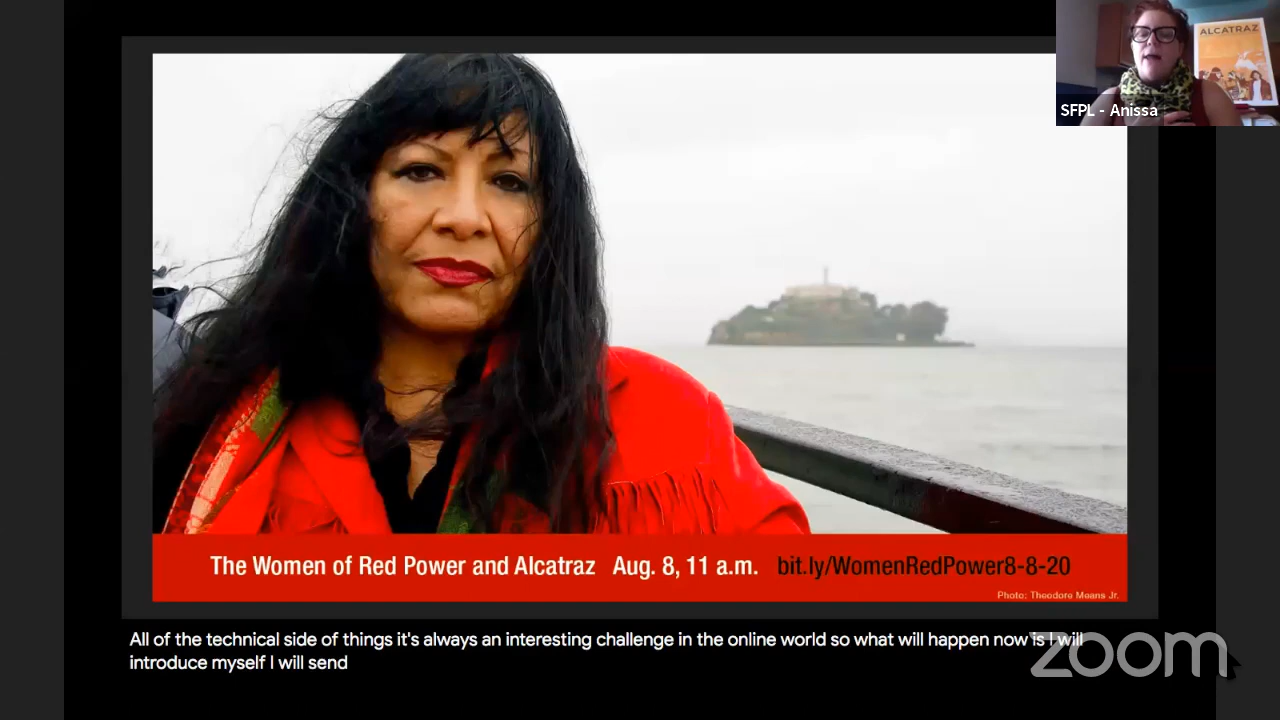 ALCATRAZ
SFPL - Anissa
The Women of Red Power and Alcatraz Aug. 8, 11 a.m. bit.ly/WomenRedPower8-8-20
Photo: Theodore Means Jr.
All of the technical side of things it's always an interesting challenge in the online world so what will happen now is I will
introduce myself I will send
zoom